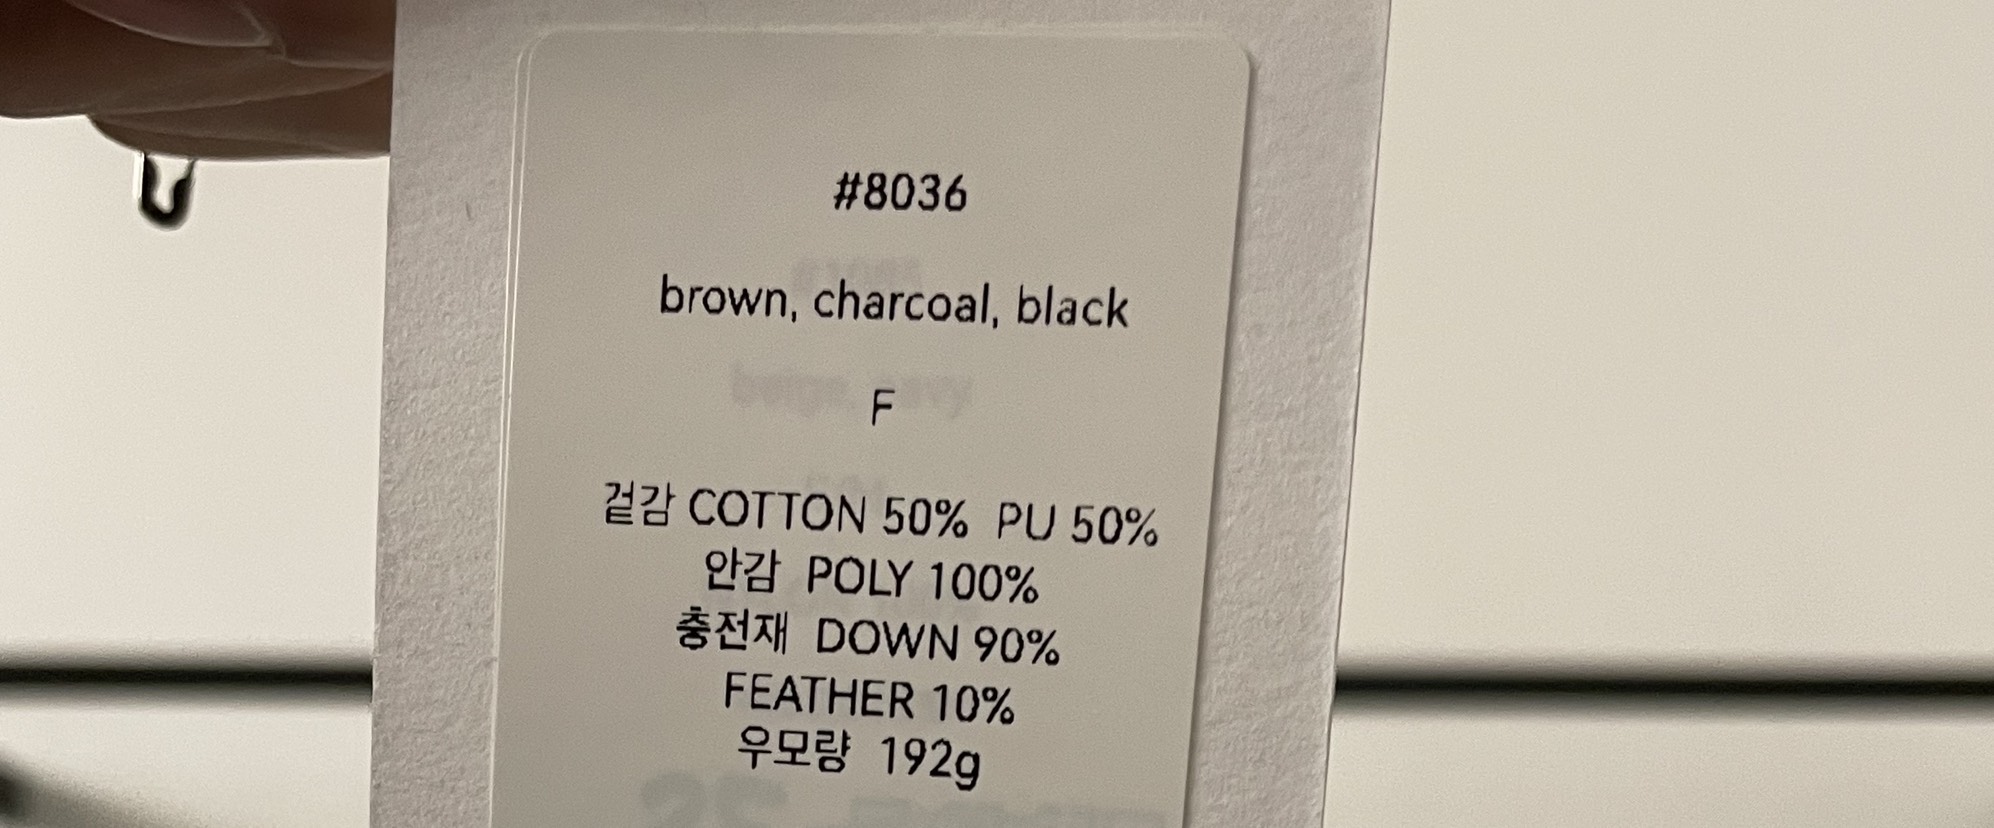 #8036
brown, charcoal, black
F
겉감 COTTON 50% PU 50%
안감 POLY 100%
충전재 DOWN 90%
FEATHER 10%
우모량 192g